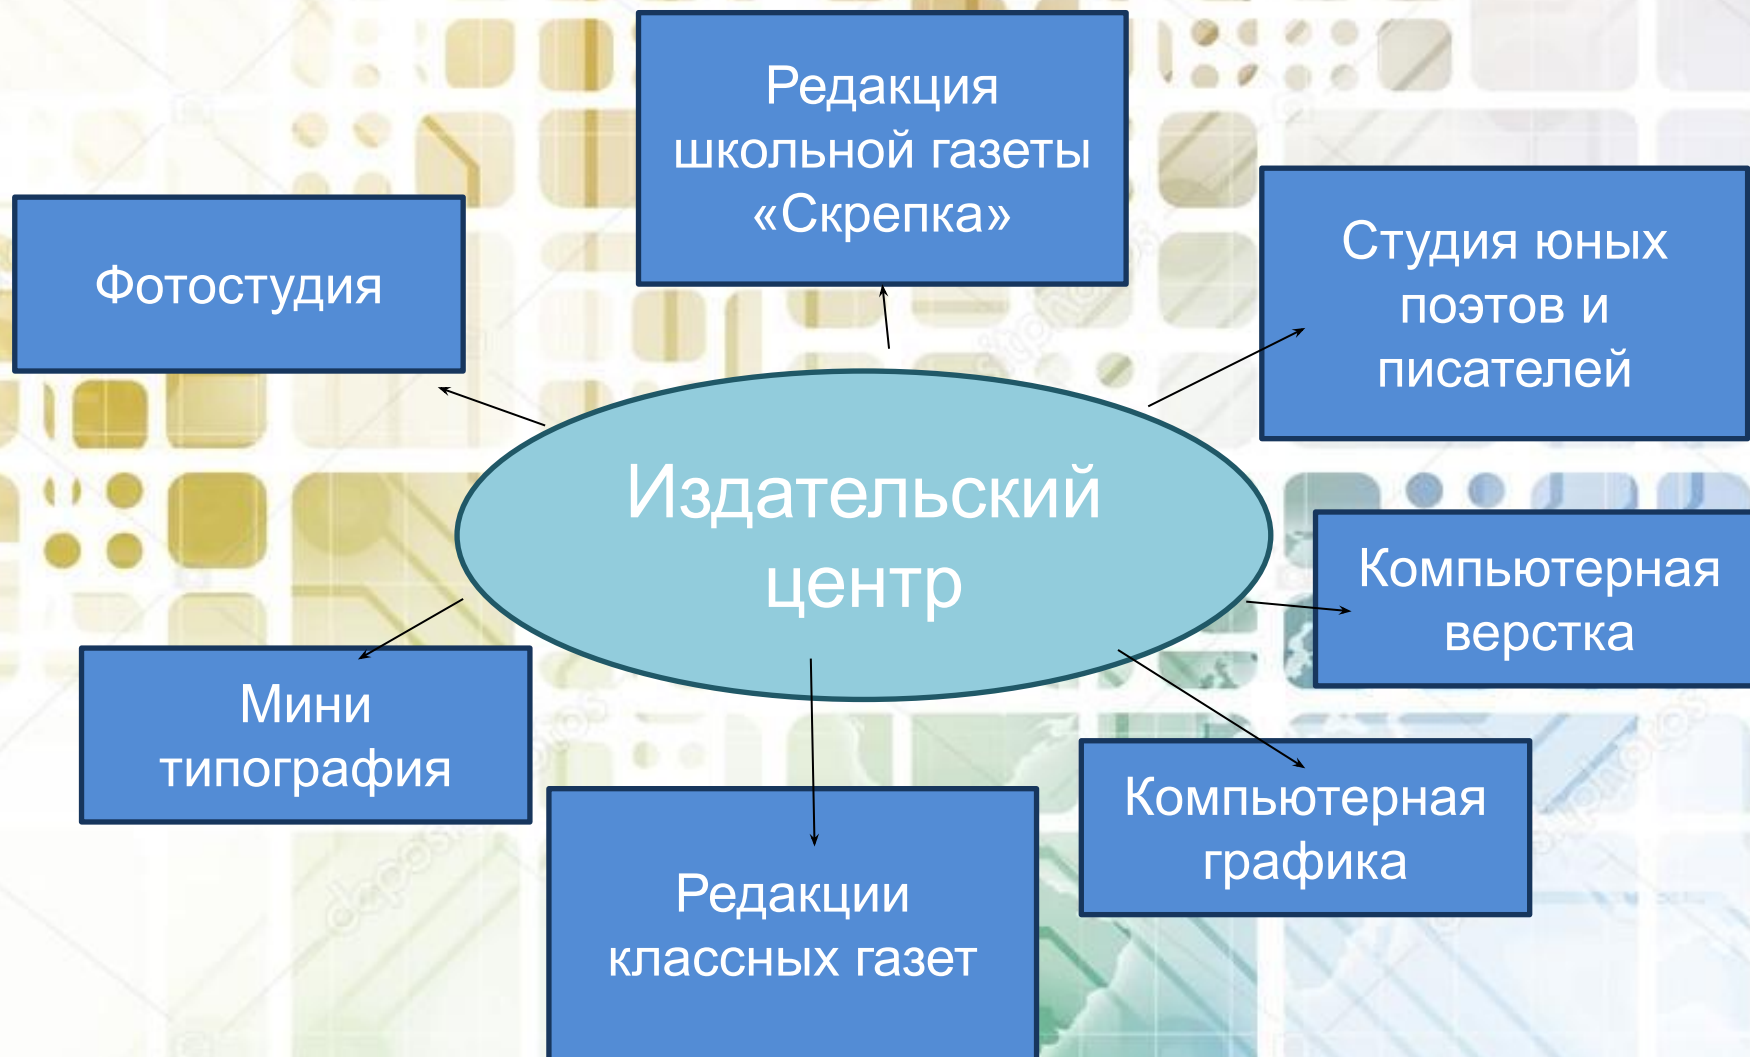 Редакция
школьной газеты
«Скрепка»
Фотостудия
Студия юных
поэтов и
писателей
Издательский
центр
Компьютерная
верстка
Мини
типография
Компьютерная
графика
Редакции
классных газет